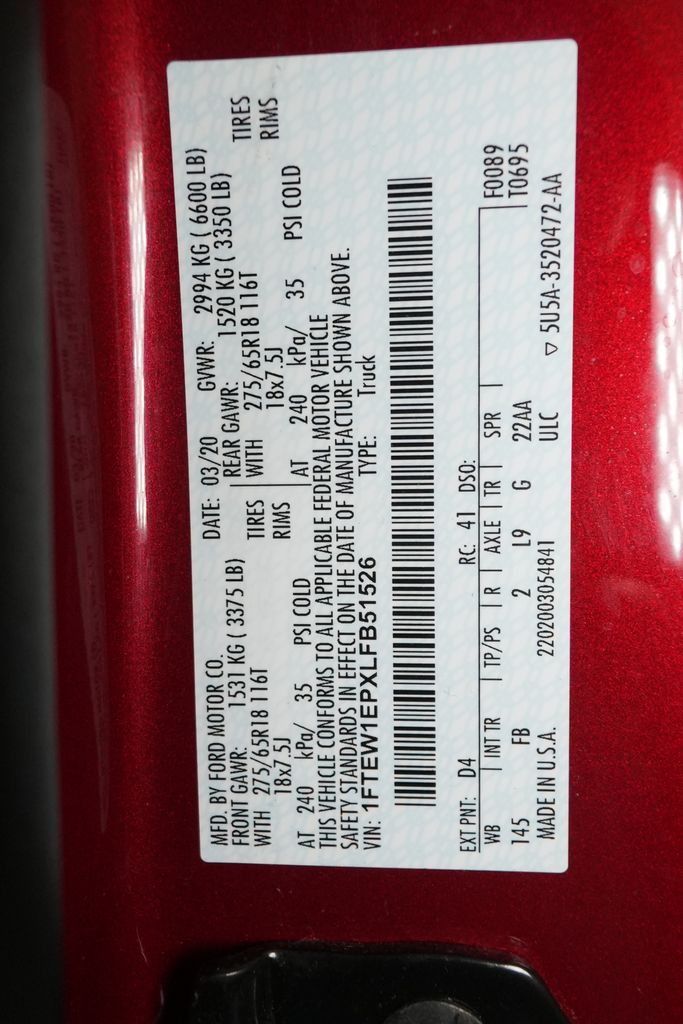 MFD. BY FORD MOTOR CO. DATE: 03/20 GVWR: 2994 KG ( 6600 LB)
FRONT GAWR: 1531 KG ( 3375 LB) REAR GAWR: 1520 KG ( 3350 LB)
WITH 275/65R18 116T TIRES WITH 275/65R18 116T TIRES
18x7.5J RIMS 18x7.5J RIMS
AT 240 kPa/ 35 PSI COLD AT 240 kPa/ 35 PSI COLD
THIS VEHICLE CONFORMS TO ALL APPLICABLE FEDERAL MOTOR VEHICLE
SAFETY STANDARDS IN EFFECT ON THE DATE OF MANUFACTURE SHOWN ABOVE.
VIN: 1FTEW1EPXLFB51526 TYPE: Truck
EXT PNT: D4 RC: 41 DSO: F0089
WB INT TR TP/PS R AXLE TR SPR T0695
145 FB 2 L9 G 22AA
MADE IN U.S.A. 2202003054841 ULC ▽ 5U5A-3520472-AA